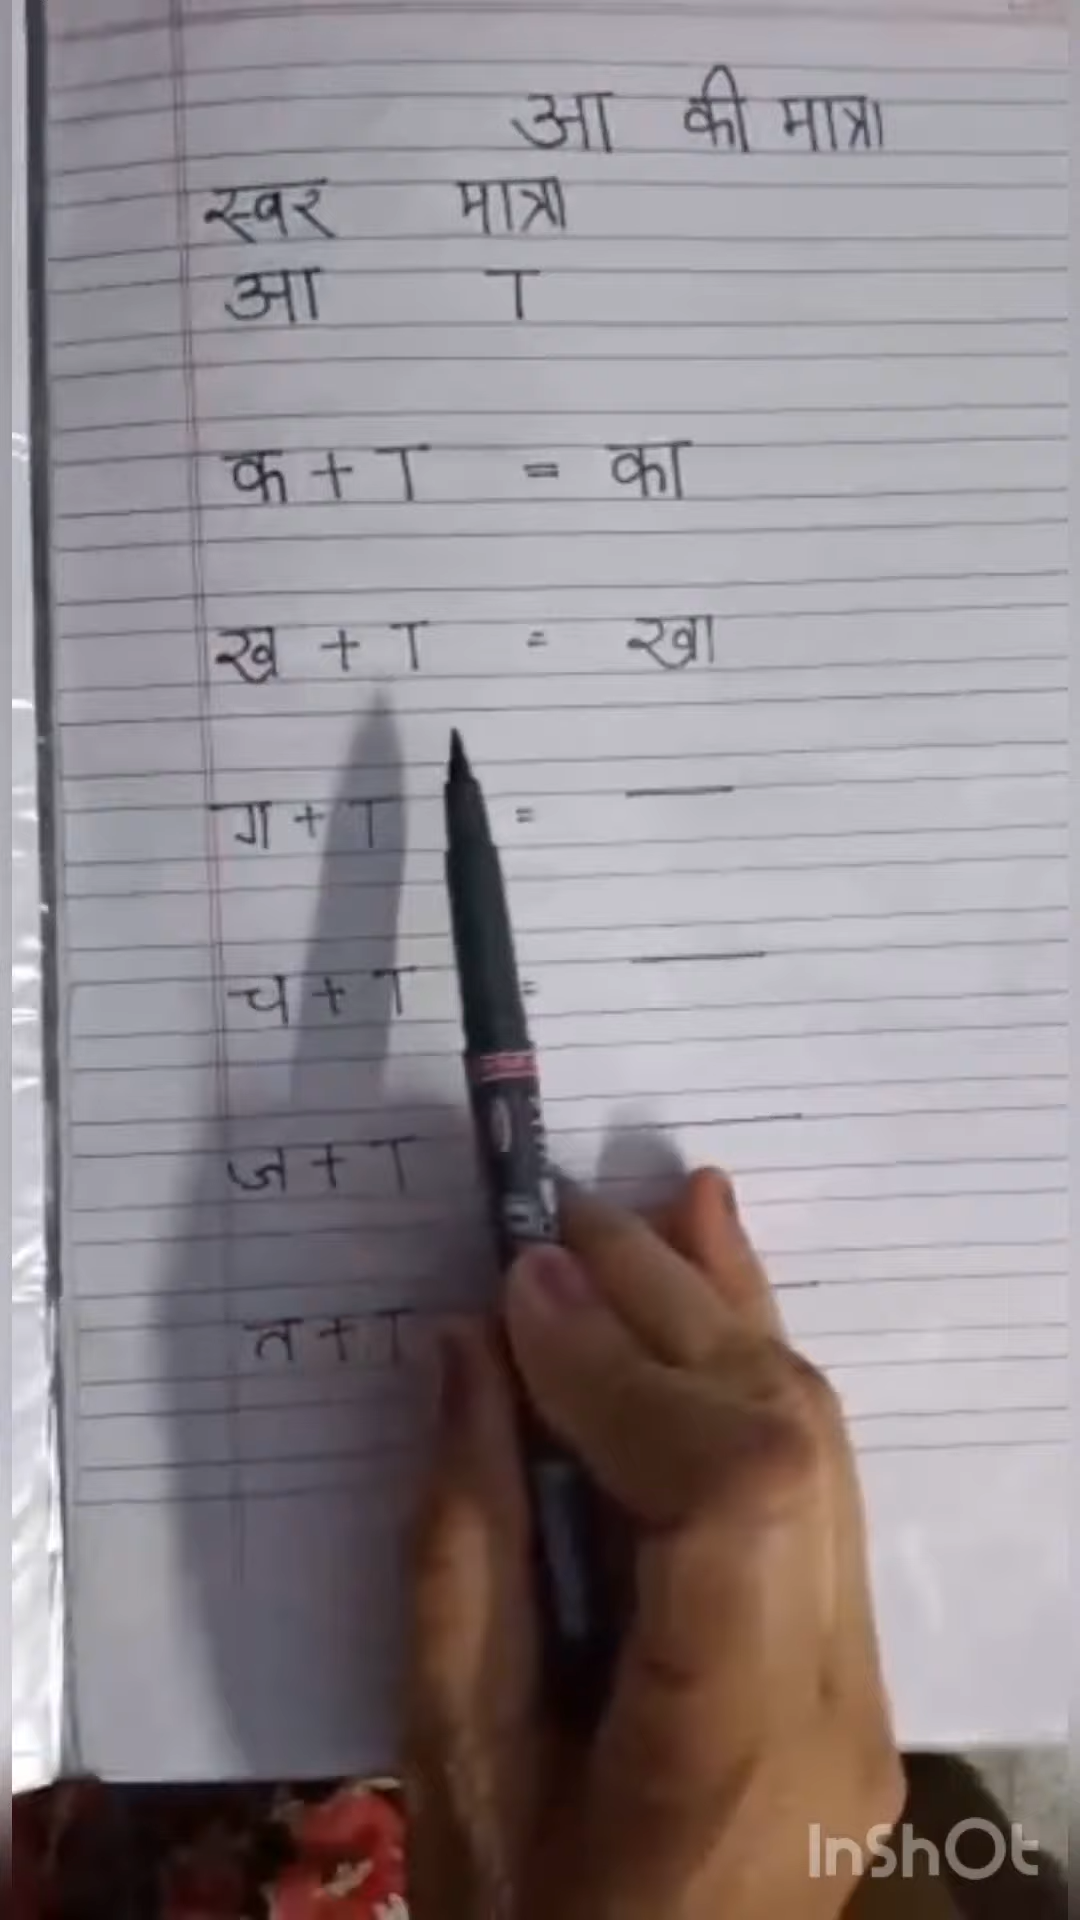 आ की मात्रा
स्वर मात्रा
आ ा
क + ा = का
ख + ा = खा
ग + ा =
च + ा =
ज + ा
त + ा
InShOt